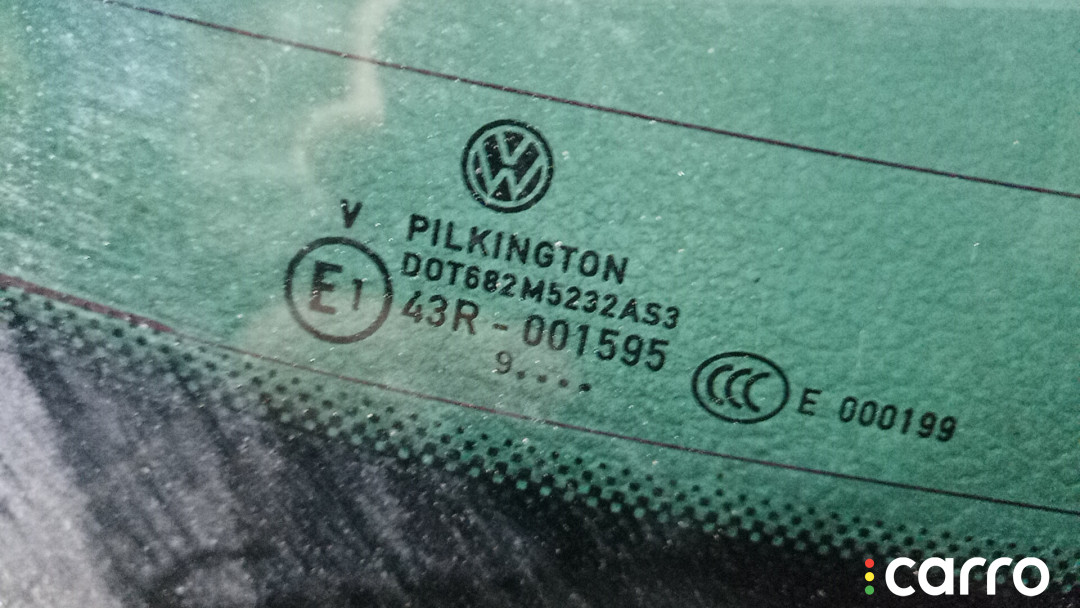 V
PILKINGTON
E1
DOT682M5232AS3
43R - 001595
9....
CCC E 000199
carro